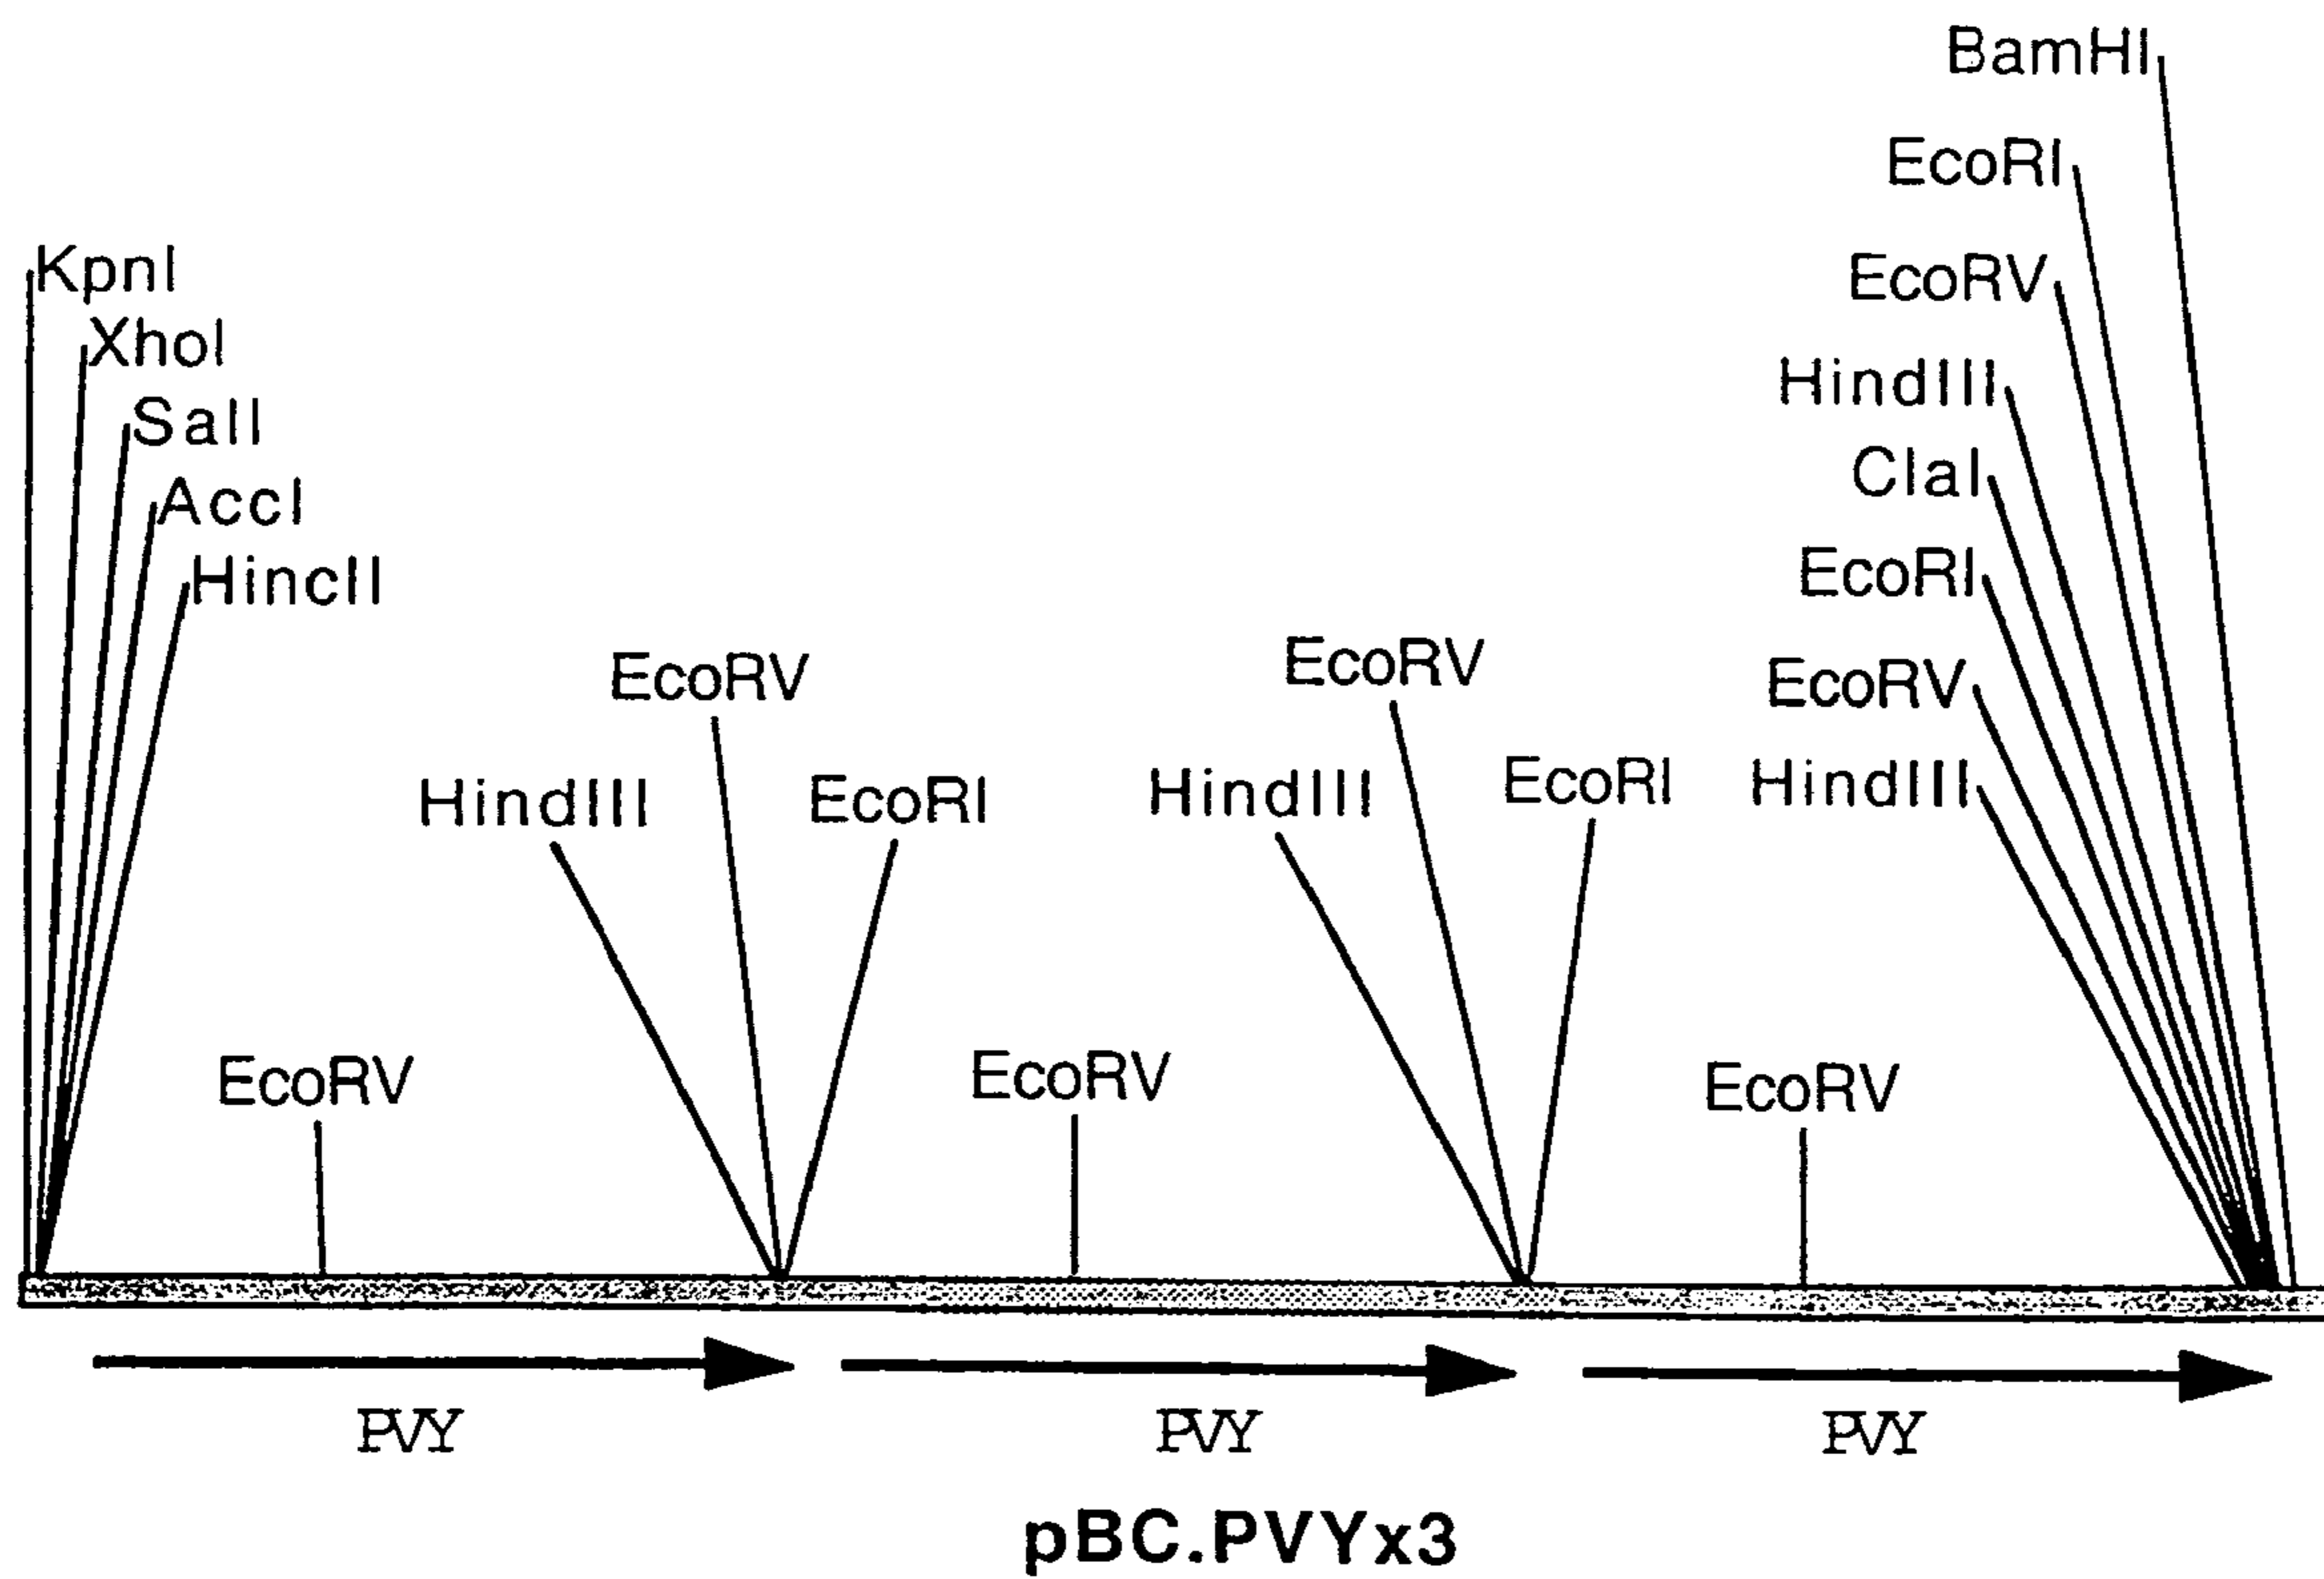 BamHI
EcoRI
KpnI
EcoRV
XhoI
HindIII
SalI
ClaI
AccI
EcoRI
HincII
EcoRV
EcoRV
EcoRV
HindIII
EcoRI
HindIII
EcoRI
HindIII
EcoRV
EcoRV
EcoRV
PVY
PVY
PVY
pBC.PVYx3